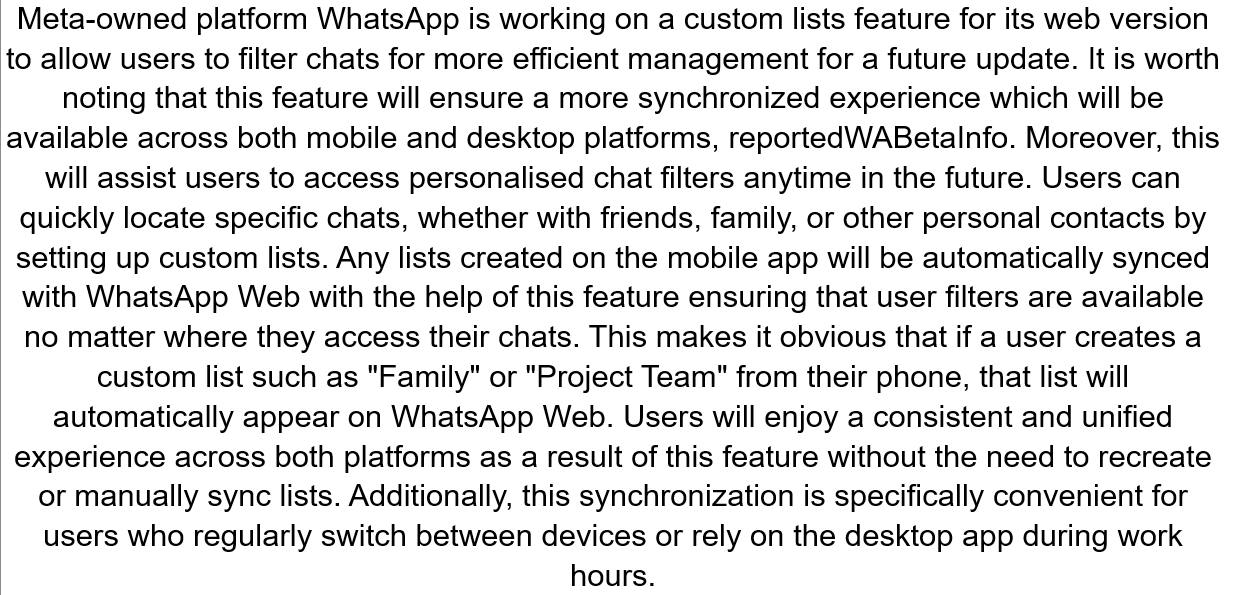 Meta-owned platform WhatsApp is working on a custom lists feature for its web version
to allow users to filter chats for more efficient management for a future update. It is worth
noting that this feature will ensure a more synchronized experience which will be
available across both mobile and desktop platforms, reportedWABetaInfo. Moreover, this
will assist users to access personalised chat filters anytime in the future. Users can
quickly locate specific chats, whether with friends, family, or other personal contacts by
setting up custom lists. Any lists created on the mobile app will be automatically synced
with WhatsApp Web with the help of this feature ensuring that user filters are available
no matter where they access their chats. This makes it obvious that if a user creates a
custom list such as "Family" or "Project Team" from their phone, that list will
automatically appear on WhatsApp Web. Users will enjoy a consistent and unified
experience across both platforms as a result of this feature without the need to recreate
or manually sync lists. Additionally, this synchronization is specifically convenient for
users who regularly switch between devices or rely on the desktop app during work
hours.